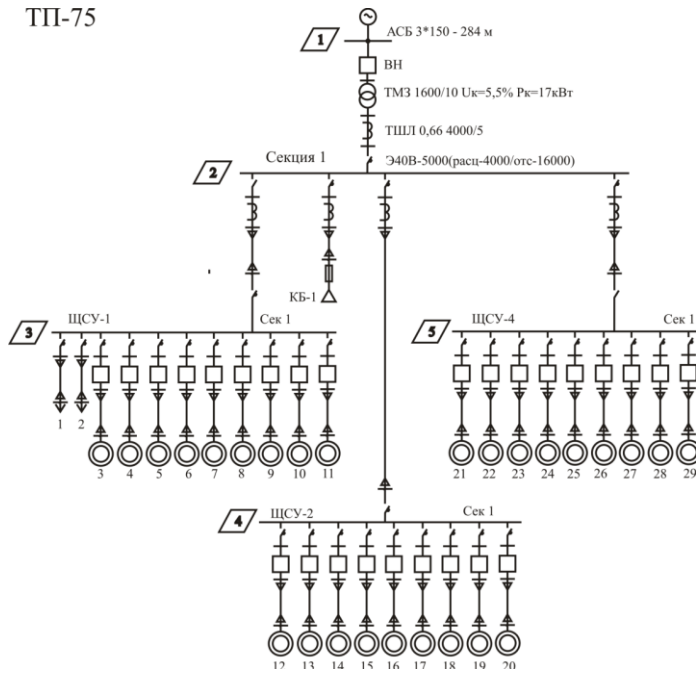 ТП-75
АСБ 3*150 - 284 м
1
ВН
ТМЗ 1600/10 Uк=5,5% Pк=17кВт
ТШЛ 0,66 4000/5
Секция 1
Э40В-5000(расц-4000/отс-16000)
2
КБ-1
3
ЩСУ-1
Сек 1
5
ЩСУ-4
Сек 1
1 2 3 4 5 6 7 8 9 10 11
21 22 23 24 25 26 27 28 29
4
ЩСУ-2
Сек 1
12 13 14 15 16 17 18 19 20